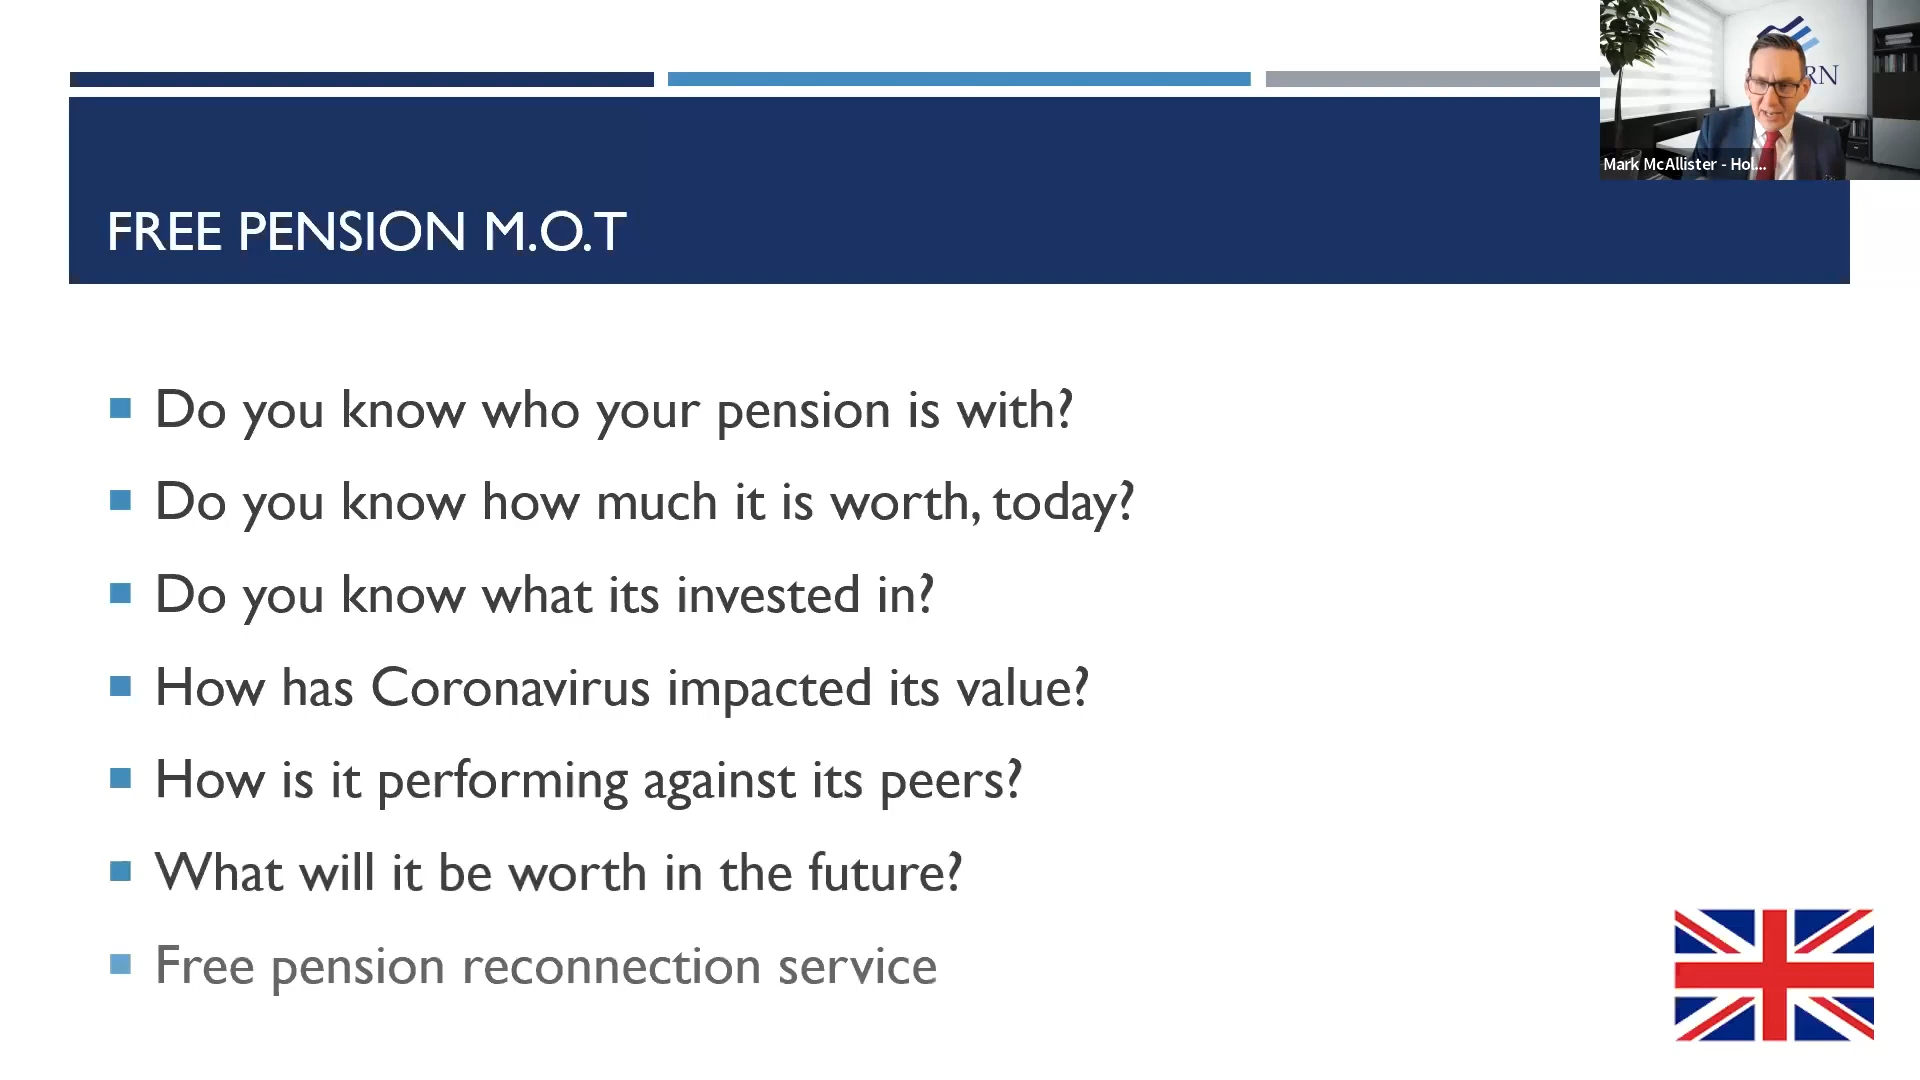 RN
Mark McAllister - Hol...
FREE PENSION M.O.T
Do you know who your pension is with?
Do you know how much it is worth, today?
Do you know what its invested in?
How has Coronavirus impacted its value?
How is it performing against its peers?
What will it be worth in the future?
Free pension reconnection service